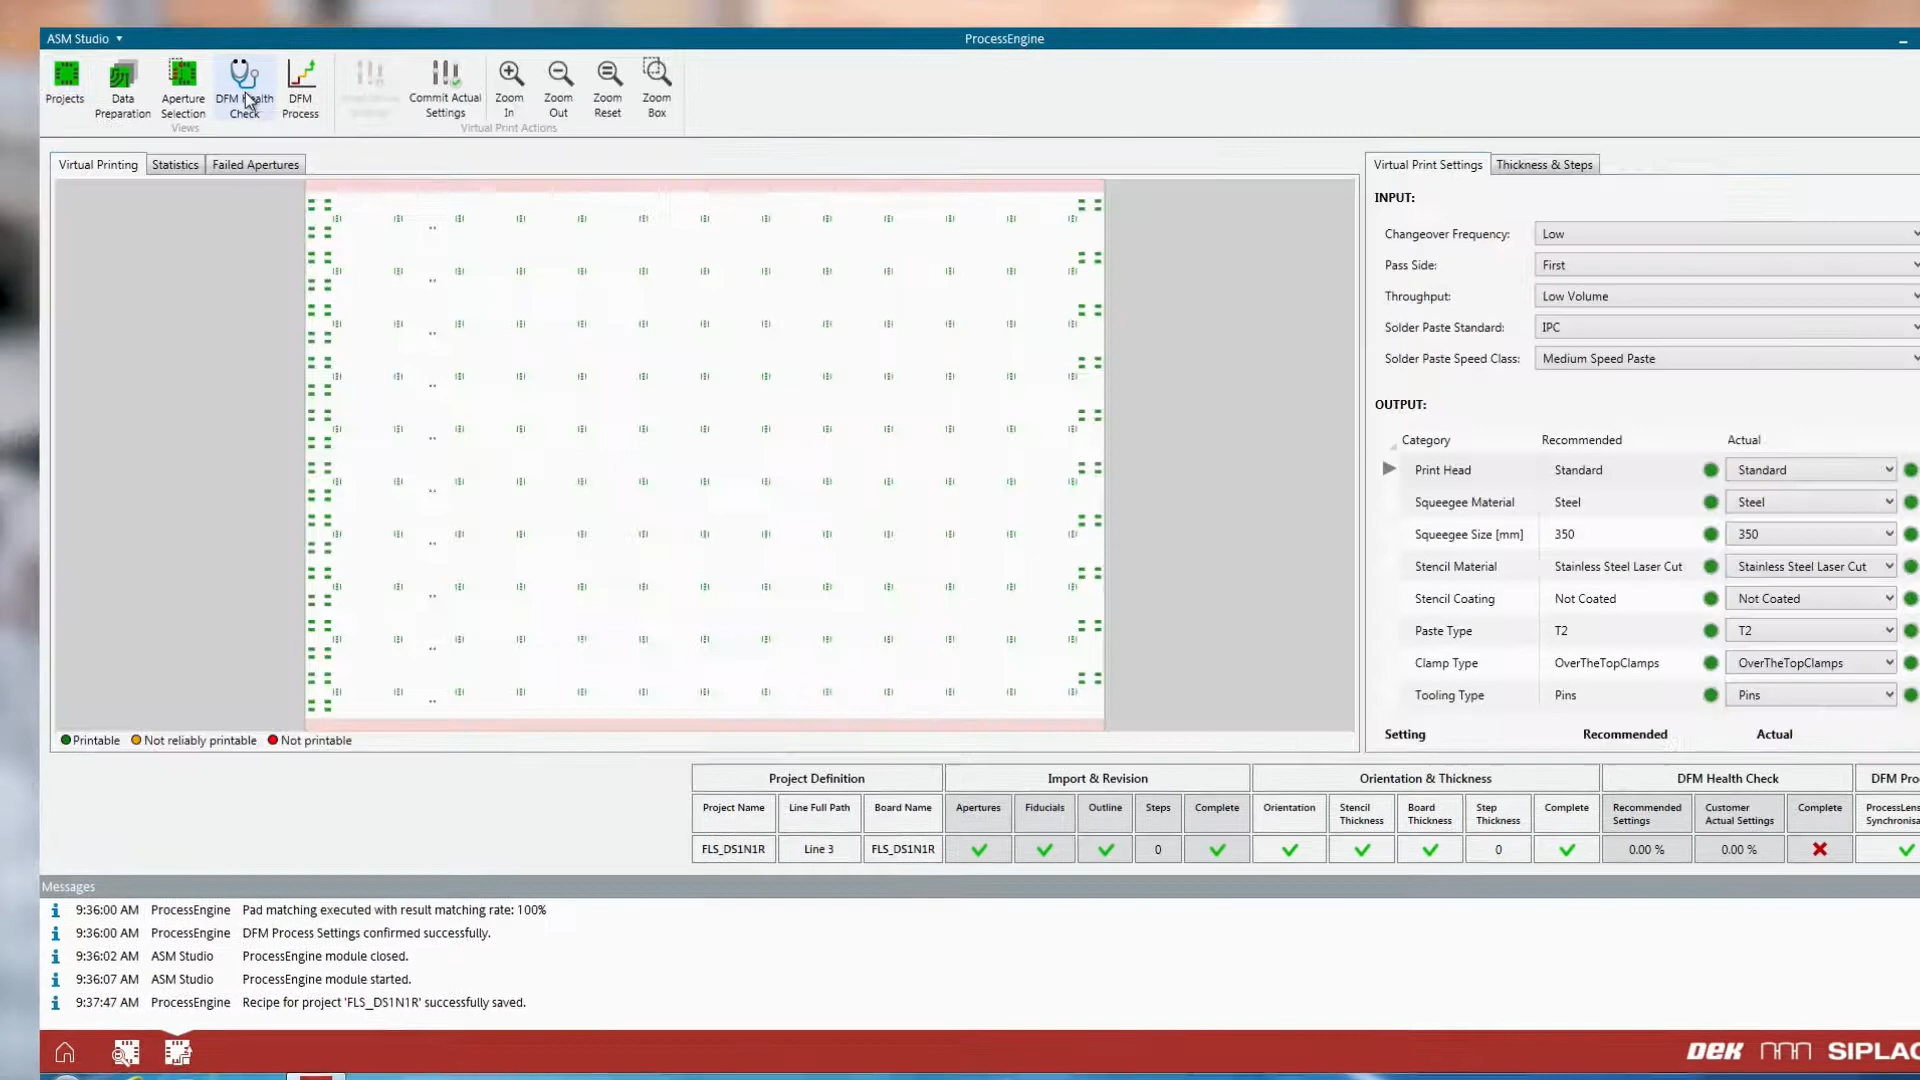 ASM Studio
ProcessEngine
Projects
Data Preparation
Aperture Selection
DFM Health Check
DFM Process
Views
Commit Actual Settings
Zoom In
Zoom Out
Zoom Reset
Zoom Box
Virtual Print Actions
Virtual Printing Statistics Failed Apertures
Virtual Print Settings Thickness & Steps
INPUT:
Changeover Frequency: Low
Pass Side: First
Throughput: Low Volume
Solder Paste Standard: IPC
Solder Paste Speed Class: Medium Speed Paste
OUTPUT:
Category Recommended Actual
Print Head Standard Standard
Squeegee Material Steel Steel
Squeegee Size [mm] 350 350
Stencil Material Stainless Steel Laser Cut Stainless Steel Laser Cut
Stencil Coating Not Coated Not Coated
Paste Type T2 T2
Clamp Type OverTheTopClamps OverTheTopClamps
Tooling Type Pins Pins
Setting Recommended Actual
Printable Not reliably printable Not printable
Project Definition Import & Revision Orientation & Thickness DFM Health Check DFM Pro
Project Name Line Full Path Board Name Apertures Fiducials Outline Steps Complete Orientation Stencil Thickness Board Thickness Step Thickness Complete Recommended Settings Customer Actual Settings Complete ProcessLens Synchronisa
FLS_DS1N1R Line 3 FLS_DS1N1R 0 0 0.00 % 0.00 %
Messages
9:36:00 AM ProcessEngine Pad matching executed with result matching rate: 100%
9:36:00 AM ProcessEngine DFM Process Settings confirmed successfully.
9:36:02 AM ASM Studio ProcessEngine module closed.
9:36:07 AM ASM Studio ProcessEngine module started.
9:37:47 AM ProcessEngine Recipe for project 'FLS_DS1N1R' successfully saved.
DEK SIPLAC